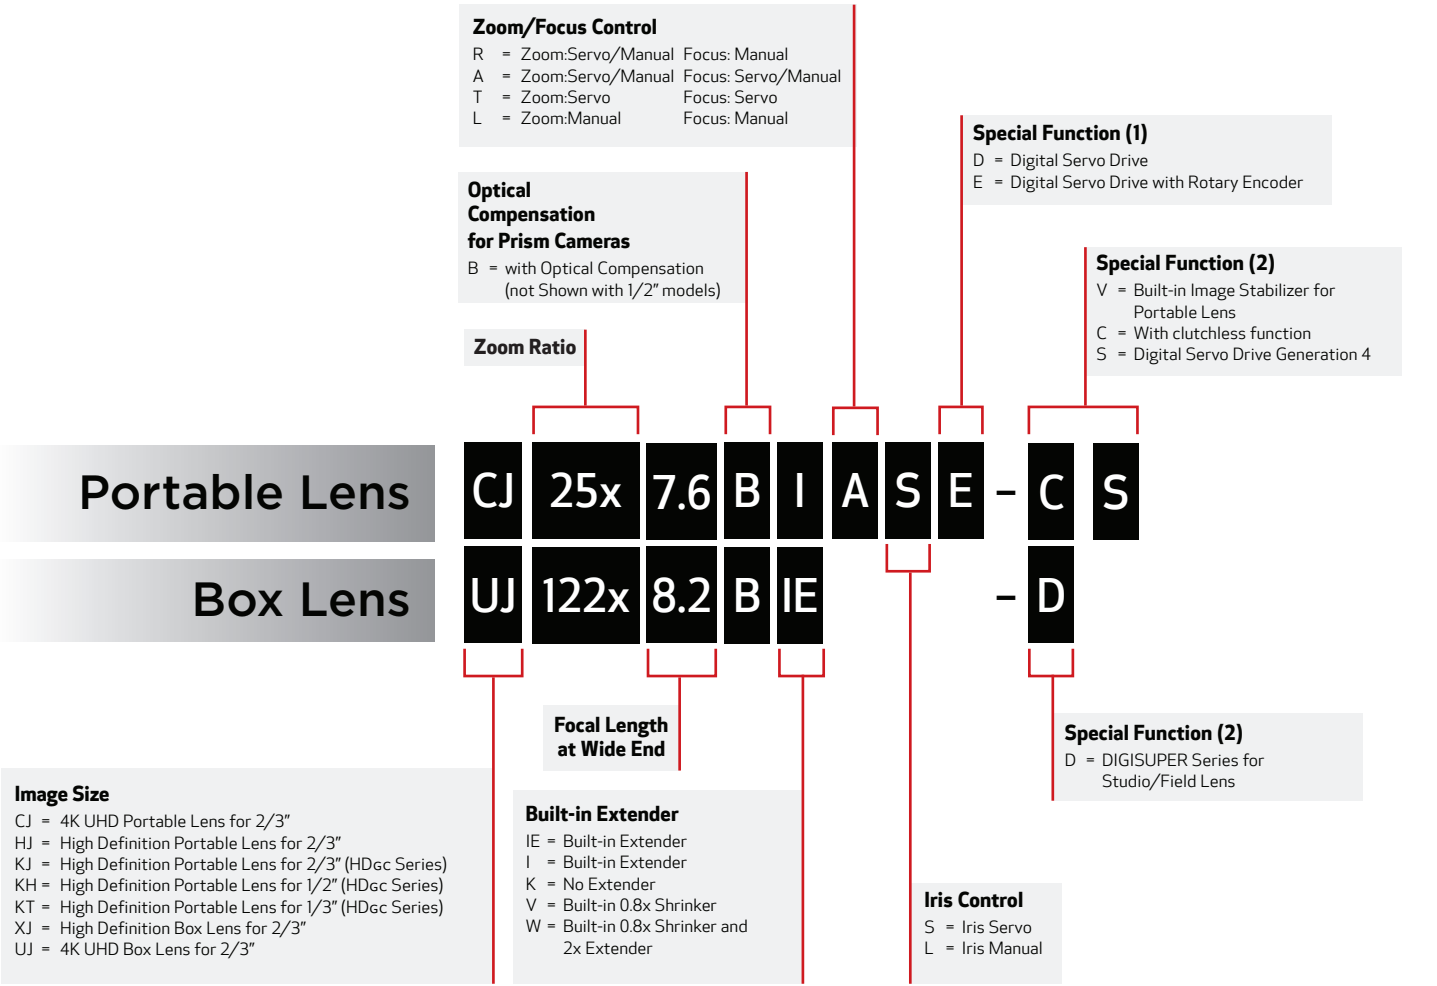 Zoom/Focus Control
R = Zoom:Servo/Manual Focus: Manual
A = Zoom:Servo/Manual Focus: Servo/Manual
T = Zoom:Servo Focus: Servo
L = Zoom:Manual Focus: Manual
Special Function (1)
D = Digital Servo Drive
E = Digital Servo Drive with Rotary Encoder
Optical
Compensation
for Prism Cameras
B = with Optical Compensation
(not Shown with 1/2" models)
Special Function (2)
V = Built-in Image Stabilizer for
Portable Lens
C = With clutchless function
S = Digital Servo Drive Generation 4
Zoom Ratio
Portable Lens CJ 25x 7.6 B I A S E – C S
Box Lens UJ 122x 8.2 B IE – D
Focal Length
at Wide End
Special Function (2)
D = DIGISUPER Series for
Studio/Field Lens
Image Size
CJ = 4K UHD Portable Lens for 2/3"
HJ = High Definition Portable Lens for 2/3"
KJ = High Definition Portable Lens for 2/3" (HDGC Series)
KH = High Definition Portable Lens for 1/2" (HDGC Series)
KT = High Definition Portable Lens for 1/3" (HDGC Series)
XJ = High Definition Box Lens for 2/3"
UJ = 4K UHD Box Lens for 2/3"
Built-in Extender
IE = Built-in Extender
I = Built-in Extender
K = No Extender
V = Built-in 0.8x Shrinker
W = Built-in 0.8x Shrinker and
2x Extender
Iris Control
S = Iris Servo
L = Iris Manual